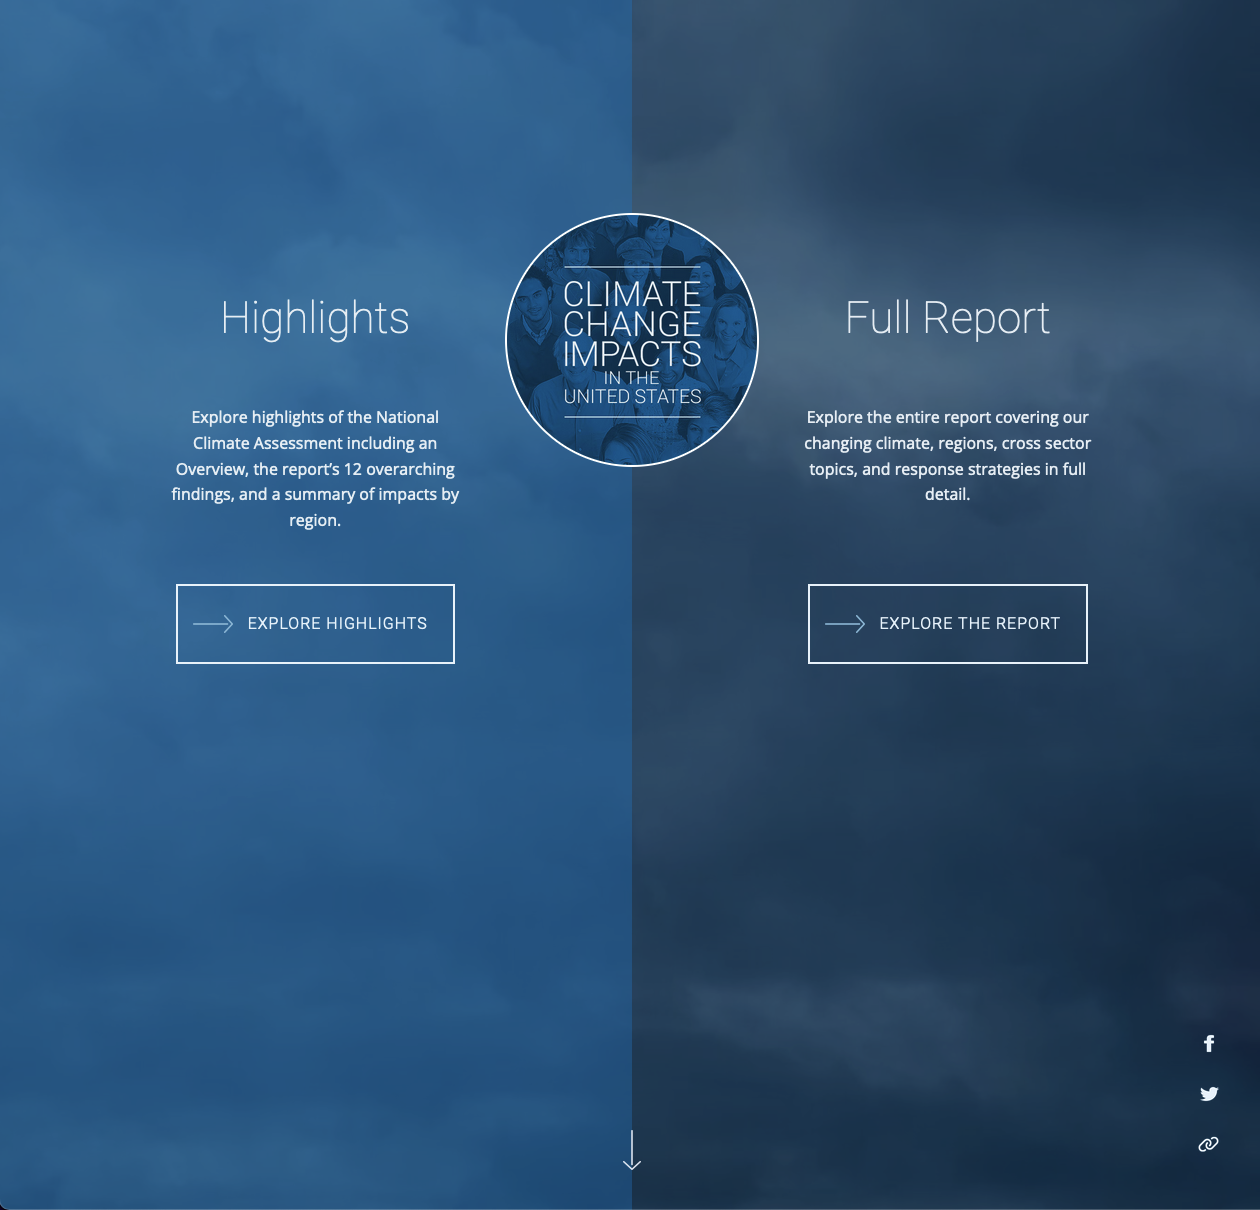 CLIMATE
CHANGE
IMPACTS
IN THE
UNITED STATES
Highlights
Explore highlights of the National
Climate Assessment including an
Overview, the report’s 12 overarching
findings, and a summary of impacts by
region.
EXPLORE HIGHLIGHTS
Full Report
Explore the entire report covering our
changing climate, regions, cross sector
topics, and response strategies in full
detail.
EXPLORE THE REPORT